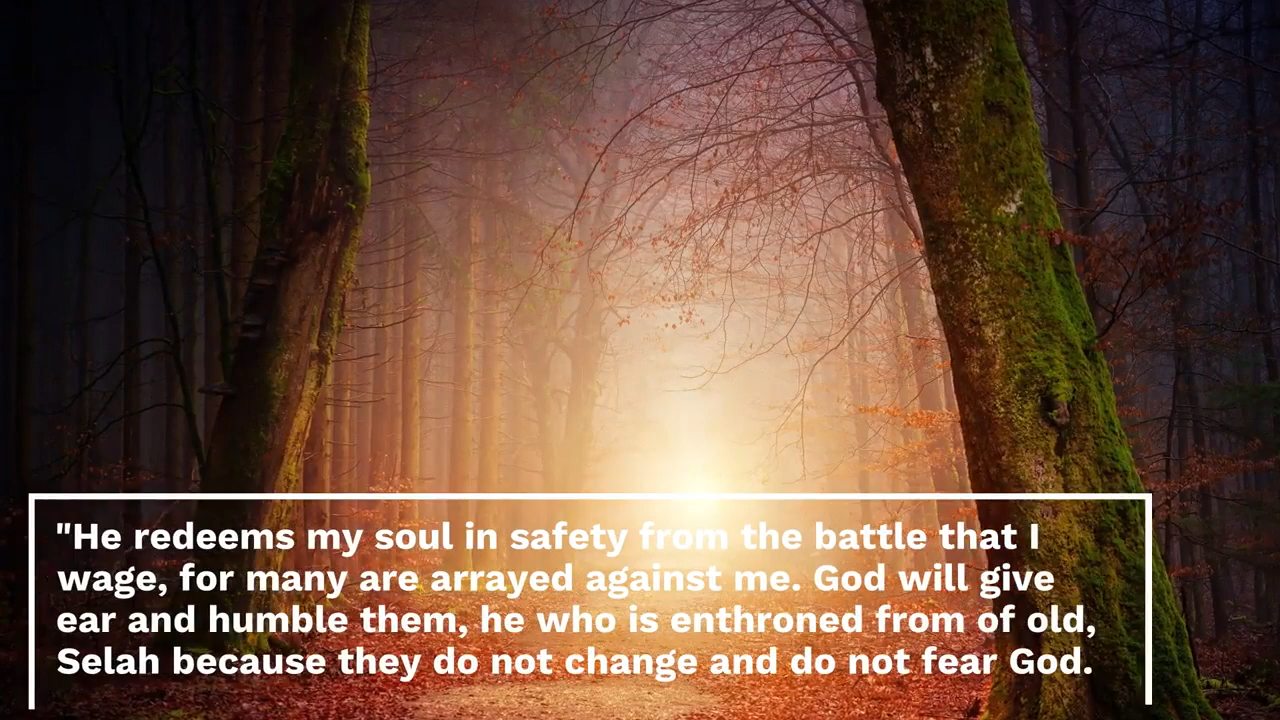 "He redeems my soul in safety from the battle that I
wage, for many are arrayed against me. God will give
ear and humble them, he who is enthroned from of old,
Selah because they do not change and do not fear God.